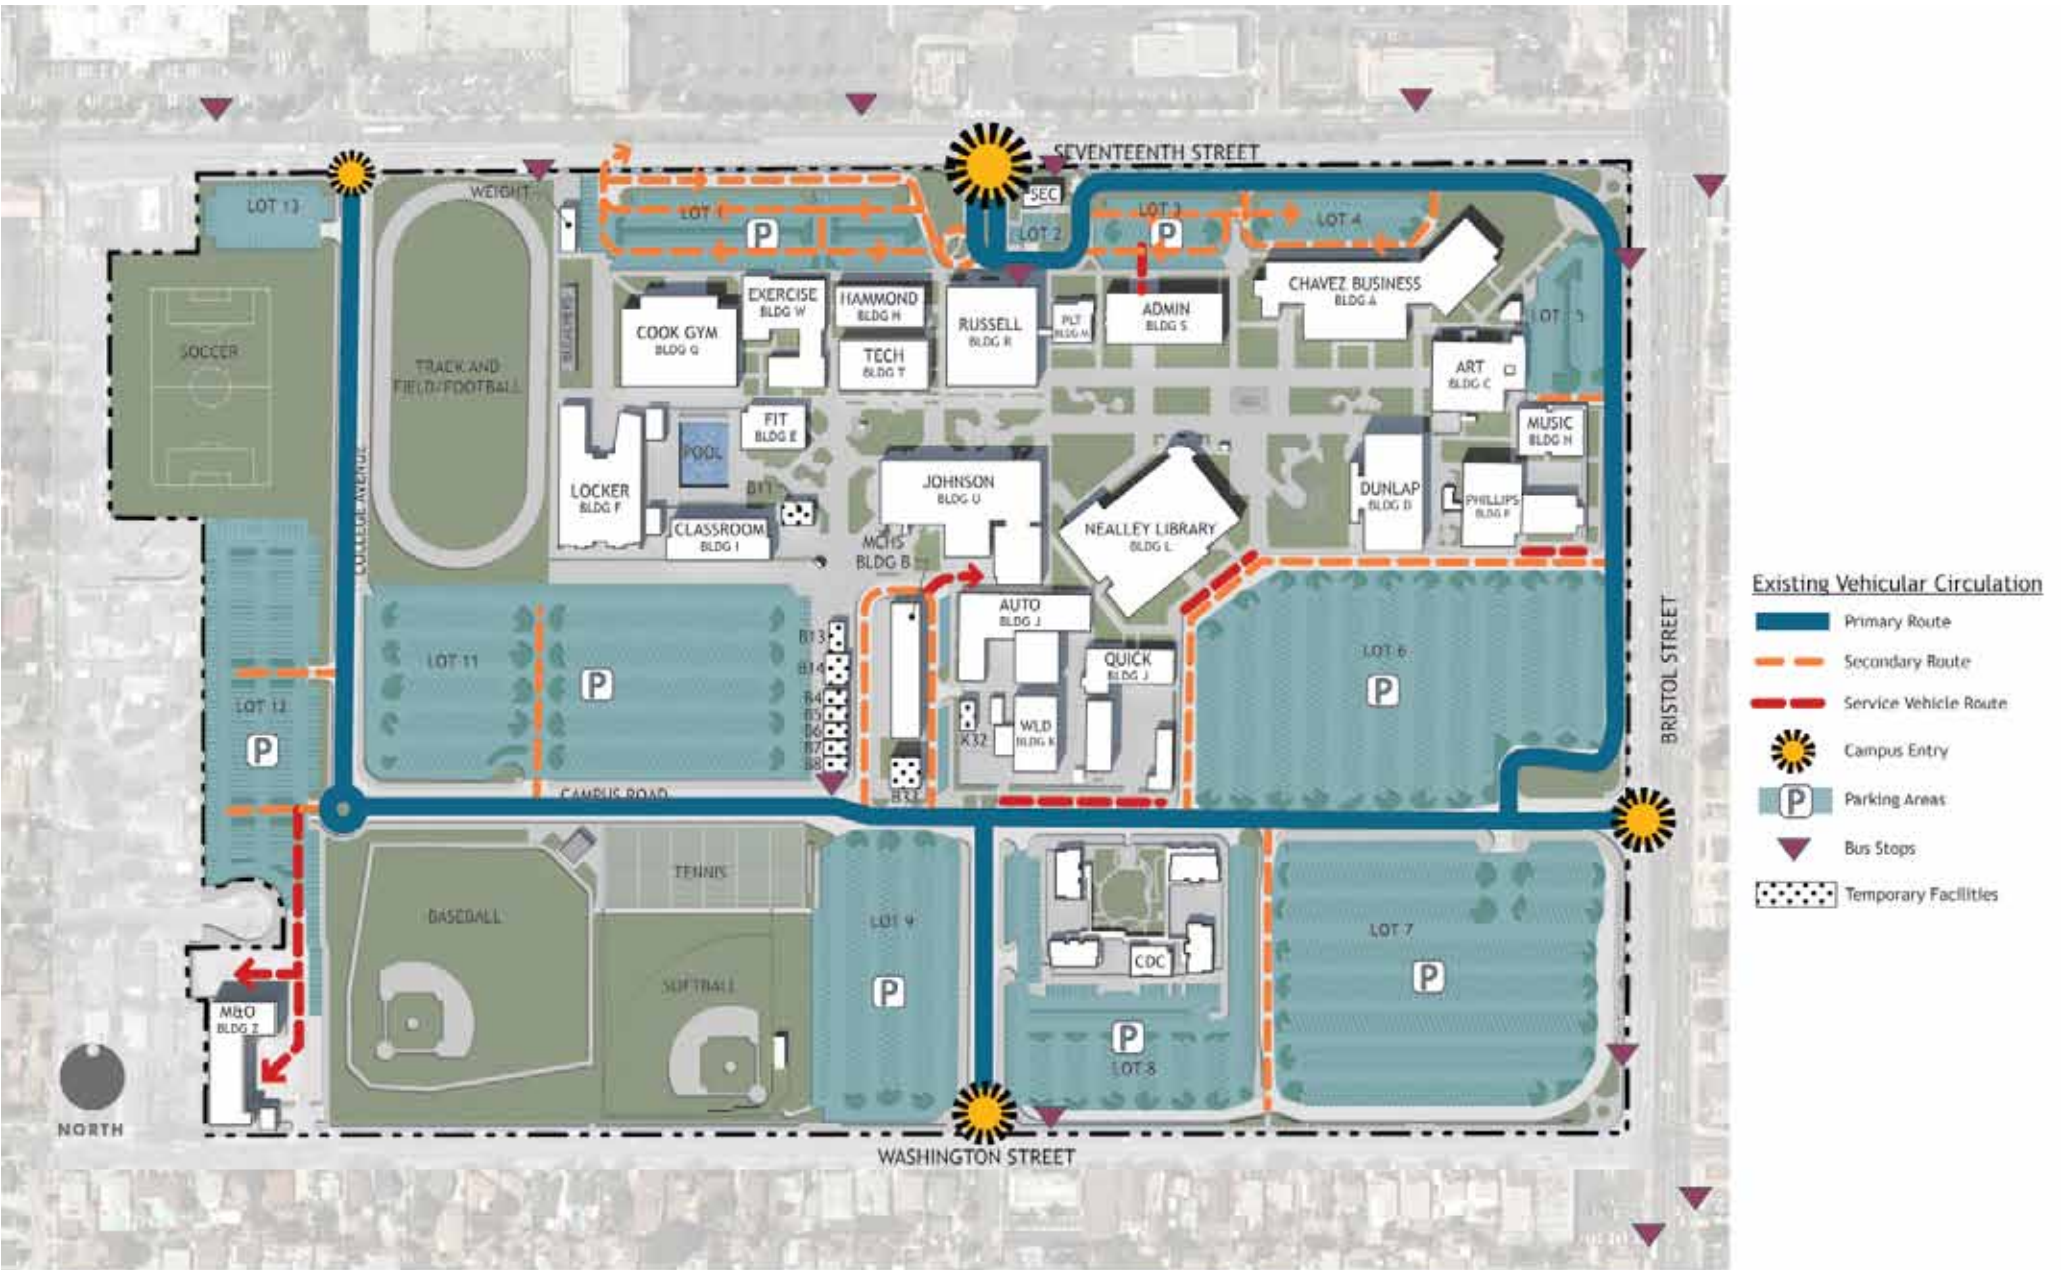 SEVENTEENTH STREET
WEIGHT
SEC
LOT 13
LOT 1
LOT 2
LOT 3
LOT 4
P
P
CHAVEZ BUSINESS
BLDG A
EXERCISE
BLDG W
HAMMOND
BLDG H
RUSSELL
BLDG R
PLT
BLDG M
ADMIN
BLDG S
COOK GYM
BLDG G
TECH
BLDG T
LOT 5
BLEACHERS
SOCCER
TRACK AND
FIELD/FOOTBALL
ART
BLDG C
FIT
BLDG E
MUSIC
BLDG N
POOL
COLLEGE AVENUE
LOCKER
BLDG F
B11
JOHNSON
BLDG U
DUNLAP
BLDG D
PHILLIPS
BLDG P
CLASSROOM
BLDG I
MCHS
BLDG B
NEALLEY LIBRARY
BLDG L
AUTO
BLDG J
B13
B14
B4
B5
B6
B7
B8
LOT 11
P
QUICK
BLDG J
LOT 6
P
BRISTOL STREET
LOT 12
P
K32
WLD
BLDG K
B33
CAMPUS ROAD
TENNIS
BASEBALL
LOT 9
P
SOFTBALL
CDC
LOT 7
P
M&O
BLDG Z
P
LOT 8
NORTH
WASHINGTON STREET
Existing Vehicular Circulation
Primary Route
Secondary Route
Service Vehicle Route
Campus Entry
P Parking Areas
Bus Stops
Temporary Facilities